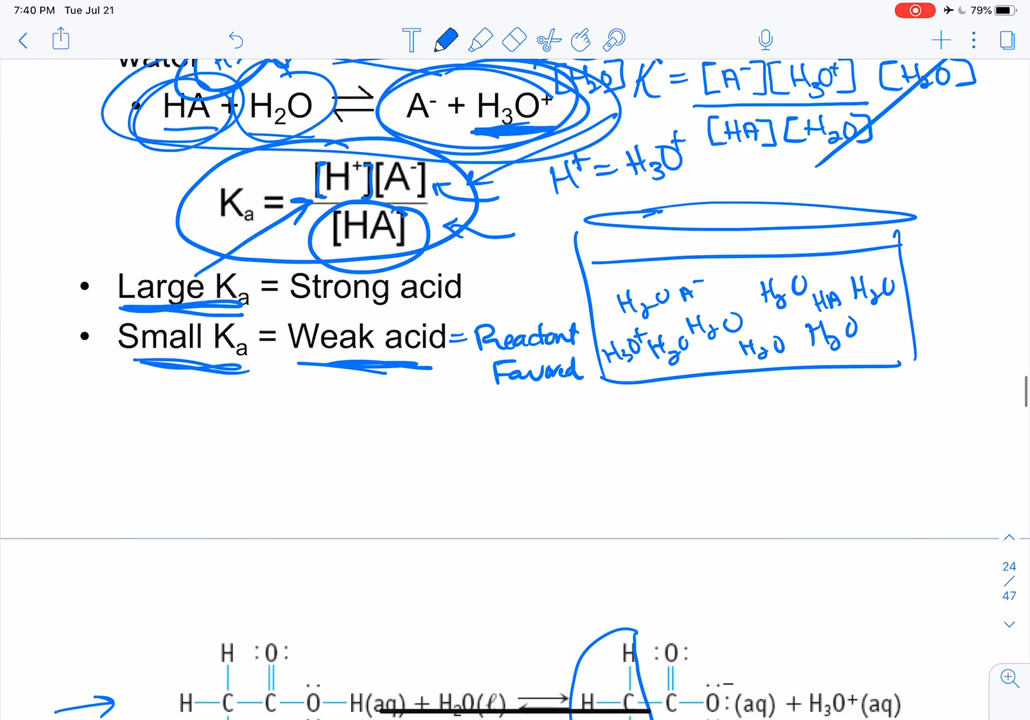 7:40 PM Tue Jul 21
79%
[H₂O] K = [A⁻][H₃O⁺] [H₂O]
[HA][H₂O]
• HA + H₂O ⇌ A⁻ + H₃O⁺
H⁺ = H₃O⁺
Kₐ = [H⁺][A⁻]
[HA]
• Large Kₐ = Strong acid
• Small Kₐ = Weak acid = Reactant
Favored
H₂O A⁻ H₂O HA H₂O
H₃O⁺ H₂O H₂O H₂O H₂O
24
/
47
H :O: H :O:
H—C—C—O—H(aq) + H₂O(ℓ) ⇌ H—C—C—O:⁻(aq) + H₃O⁺(aq)